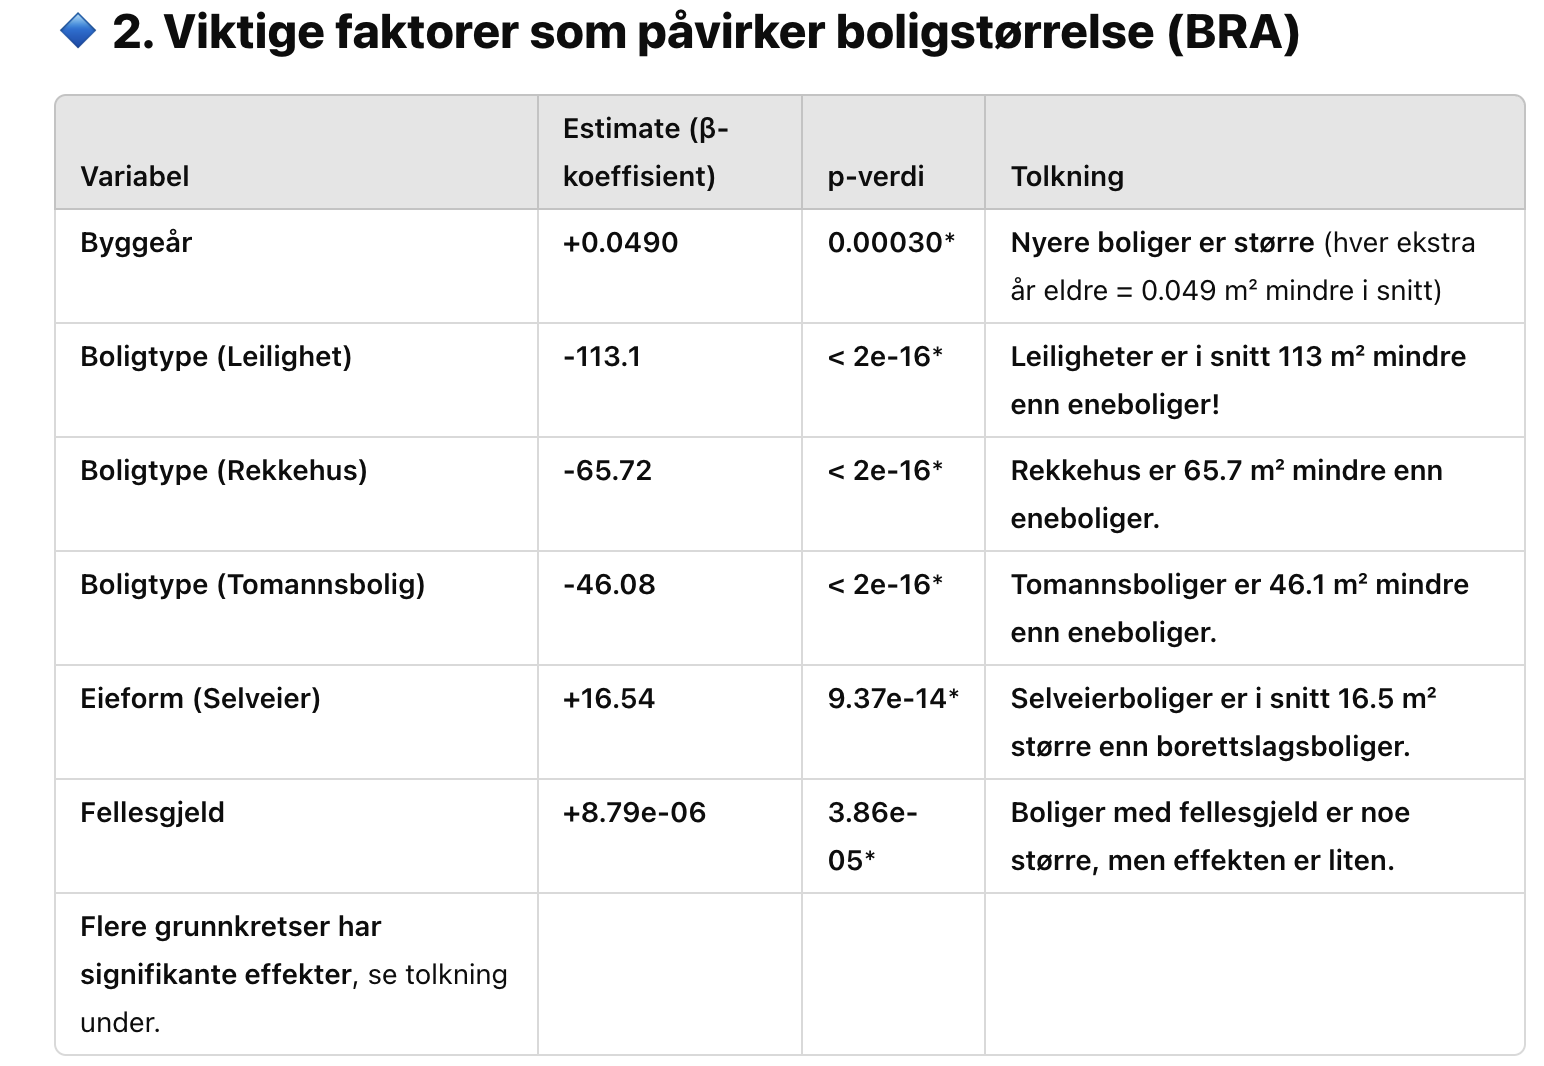 2. Viktige faktorer som påvirker boligstørrelse (BRA)
Variabel
Estimate (β-
koeffisient)
p-verdi
Tolkning
Byggeår
+0.0490
0.00030*
Nyere boliger er større (hver ekstra
år eldre = 0.049 m² mindre i snitt)
Boligtype (Leilighet)
-113.1
< 2e-16*
Leiligheter er i snitt 113 m² mindre
enn eneboliger!
Boligtype (Rekkehus)
-65.72
< 2e-16*
Rekkehus er 65.7 m² mindre enn
eneboliger.
Boligtype (Tomannsbolig)
-46.08
< 2e-16*
Tomannsboliger er 46.1 m² mindre
enn eneboliger.
Eieform (Selveier)
+16.54
9.37e-14*
Selveierboliger er i snitt 16.5 m²
større enn borettslagsboliger.
Fellesgjeld
+8.79e-06
3.86e-
05*
Boliger med fellesgjeld er noe
større, men effekten er liten.
Flere grunnkretser har
signifikante effekter, se tolkning
under.